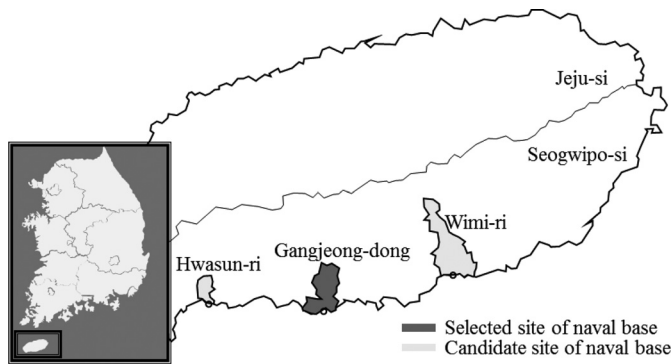 Jeju-si
Seogwipo-si
Wimi-ri
Gangjeong-dong
Hwasun-ri
Selected site of naval base
Candidate site of naval base